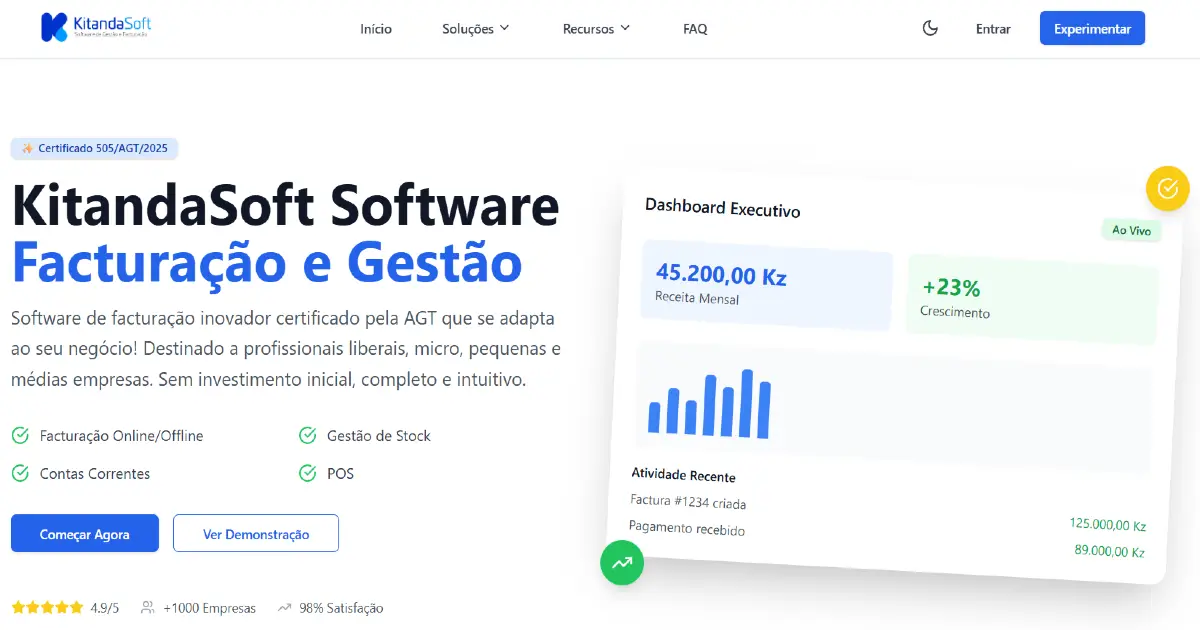 KitandaSoft
Software de Gestão e Facturação
Início
Soluções
Recursos
FAQ
Entrar
Experimentar
Certificado 505/AGT/2025
KitandaSoft Software
Facturação e Gestão
Software de facturação inovador certificado pela AGT que se adapta
ao seu negócio! Destinado a profissionais liberais, micro, pequenas e
médias empresas. Sem investimento inicial, completo e intuitivo.
Facturação Online/Offline
Gestão de Stock
Contas Correntes
POS
Começar Agora
Ver Demonstração
4.9/5
+1000 Empresas
98% Satisfação
Dashboard Executivo
Ao Vivo
45.200,00 Kz
Receita Mensal
+23%
Crescimento
Atividade Recente
Factura #1234 criada
125.000,00 Kz
Pagamento recebido
89.000,00 Kz